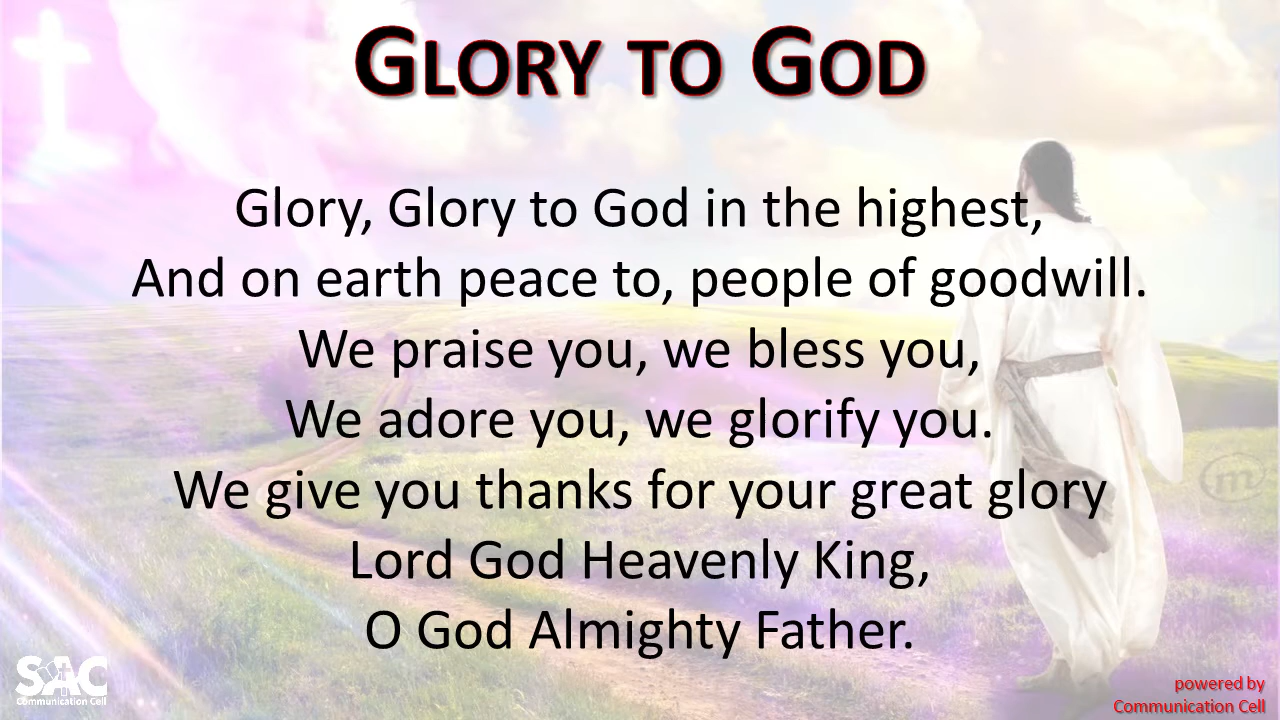 GLORY TO GOD
Glory, Glory to God in the highest,
And on earth peace to, people of goodwill.
We praise you, we bless you,
We adore you, we glorify you.
We give you thanks for your great glory
Lord God Heavenly King,
O God Almighty Father.
SAC
Communication Cell
m
powered by
Communication Cell